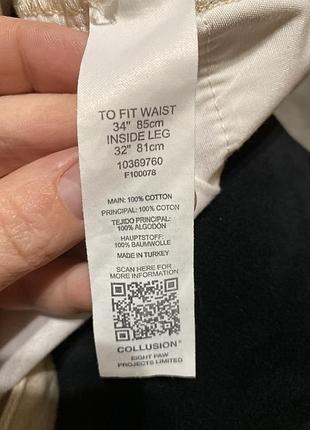 TO FIT WAIST
34" 85cm
INSIDE LEG
32" 81cm
10369760
F100078
MAIN: 100% COTTON
PRINCIPAL: 100% COTON
TEJIDO PRINCIPAL:
100% ALGODÓN
HAUPTSTOFF:
100% BAUMWOLLE
MADE IN TURKEY
SCAN HERE FOR
MORE INFORMATION
COLLUSION®
EIGHT PAW
PROJECTS LIMITED